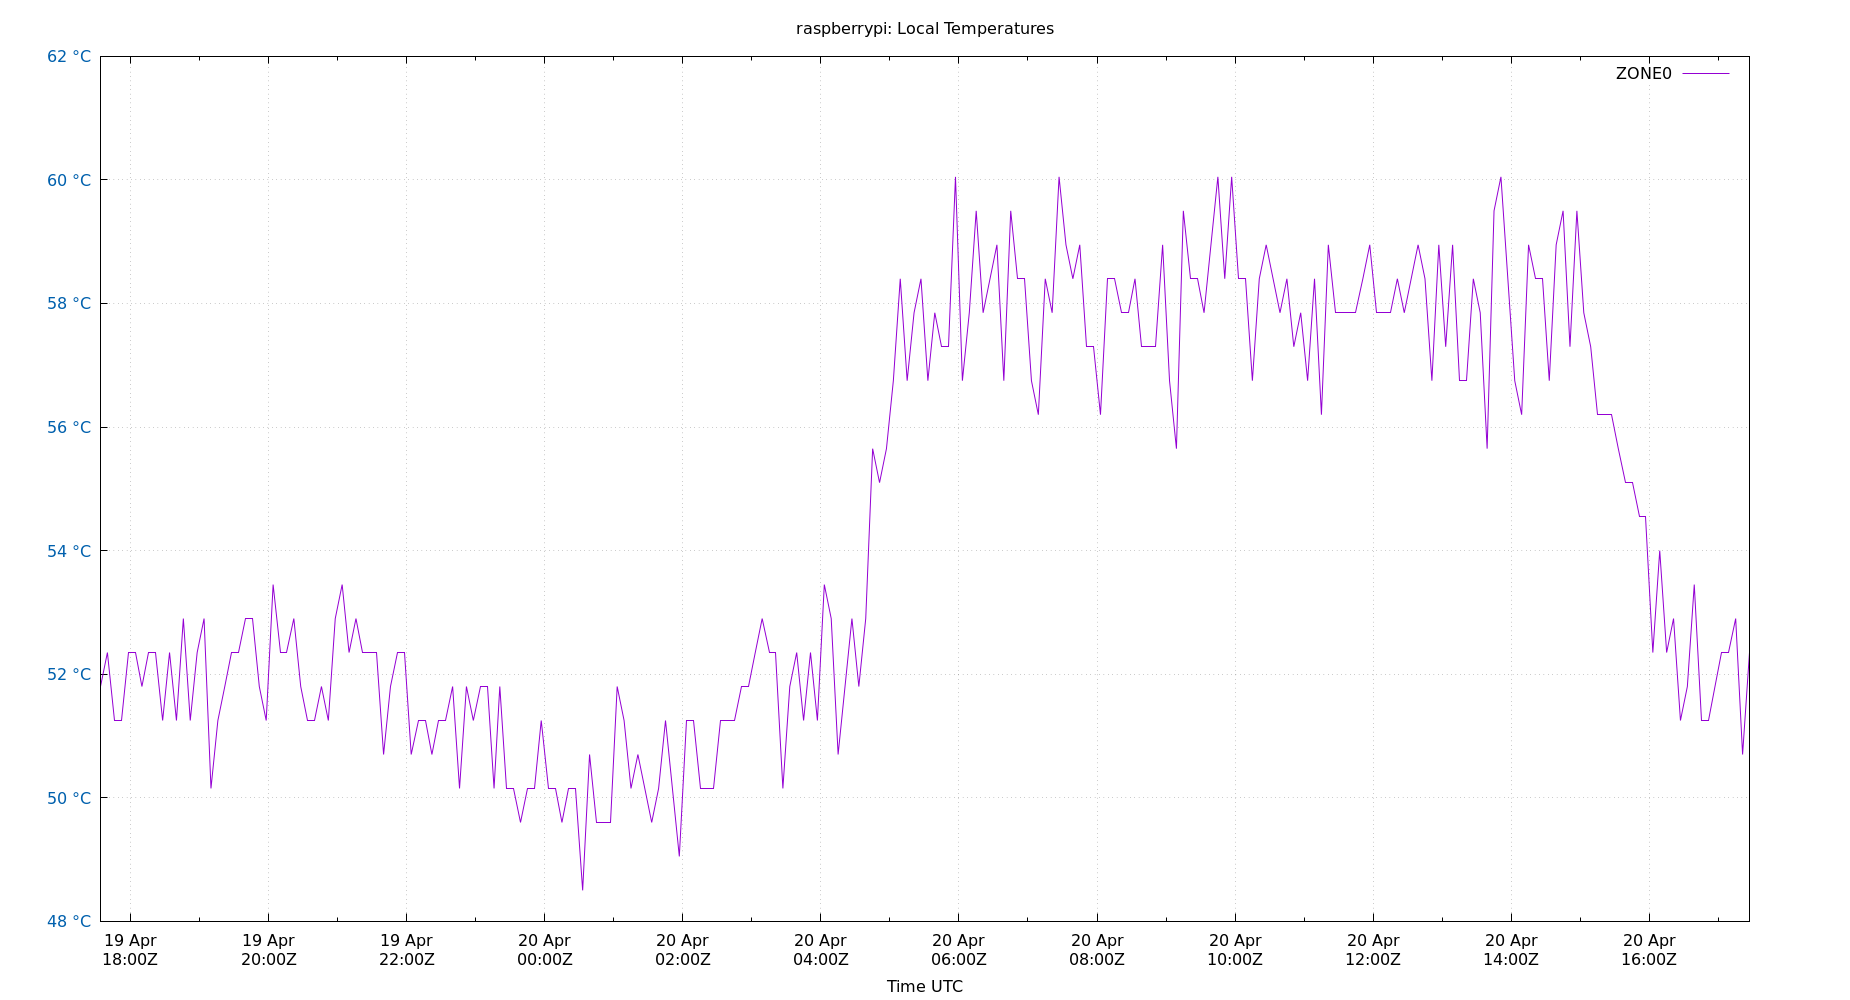 raspberrypi: Local Temperatures
ZONE0
62 °C
60 °C
58 °C
56 °C
54 °C
52 °C
50 °C
48 °C
19 Apr
18:00Z
19 Apr
20:00Z
19 Apr
22:00Z
20 Apr
00:00Z
20 Apr
02:00Z
20 Apr
04:00Z
20 Apr
06:00Z
20 Apr
08:00Z
20 Apr
10:00Z
20 Apr
12:00Z
20 Apr
14:00Z
20 Apr
16:00Z
Time UTC